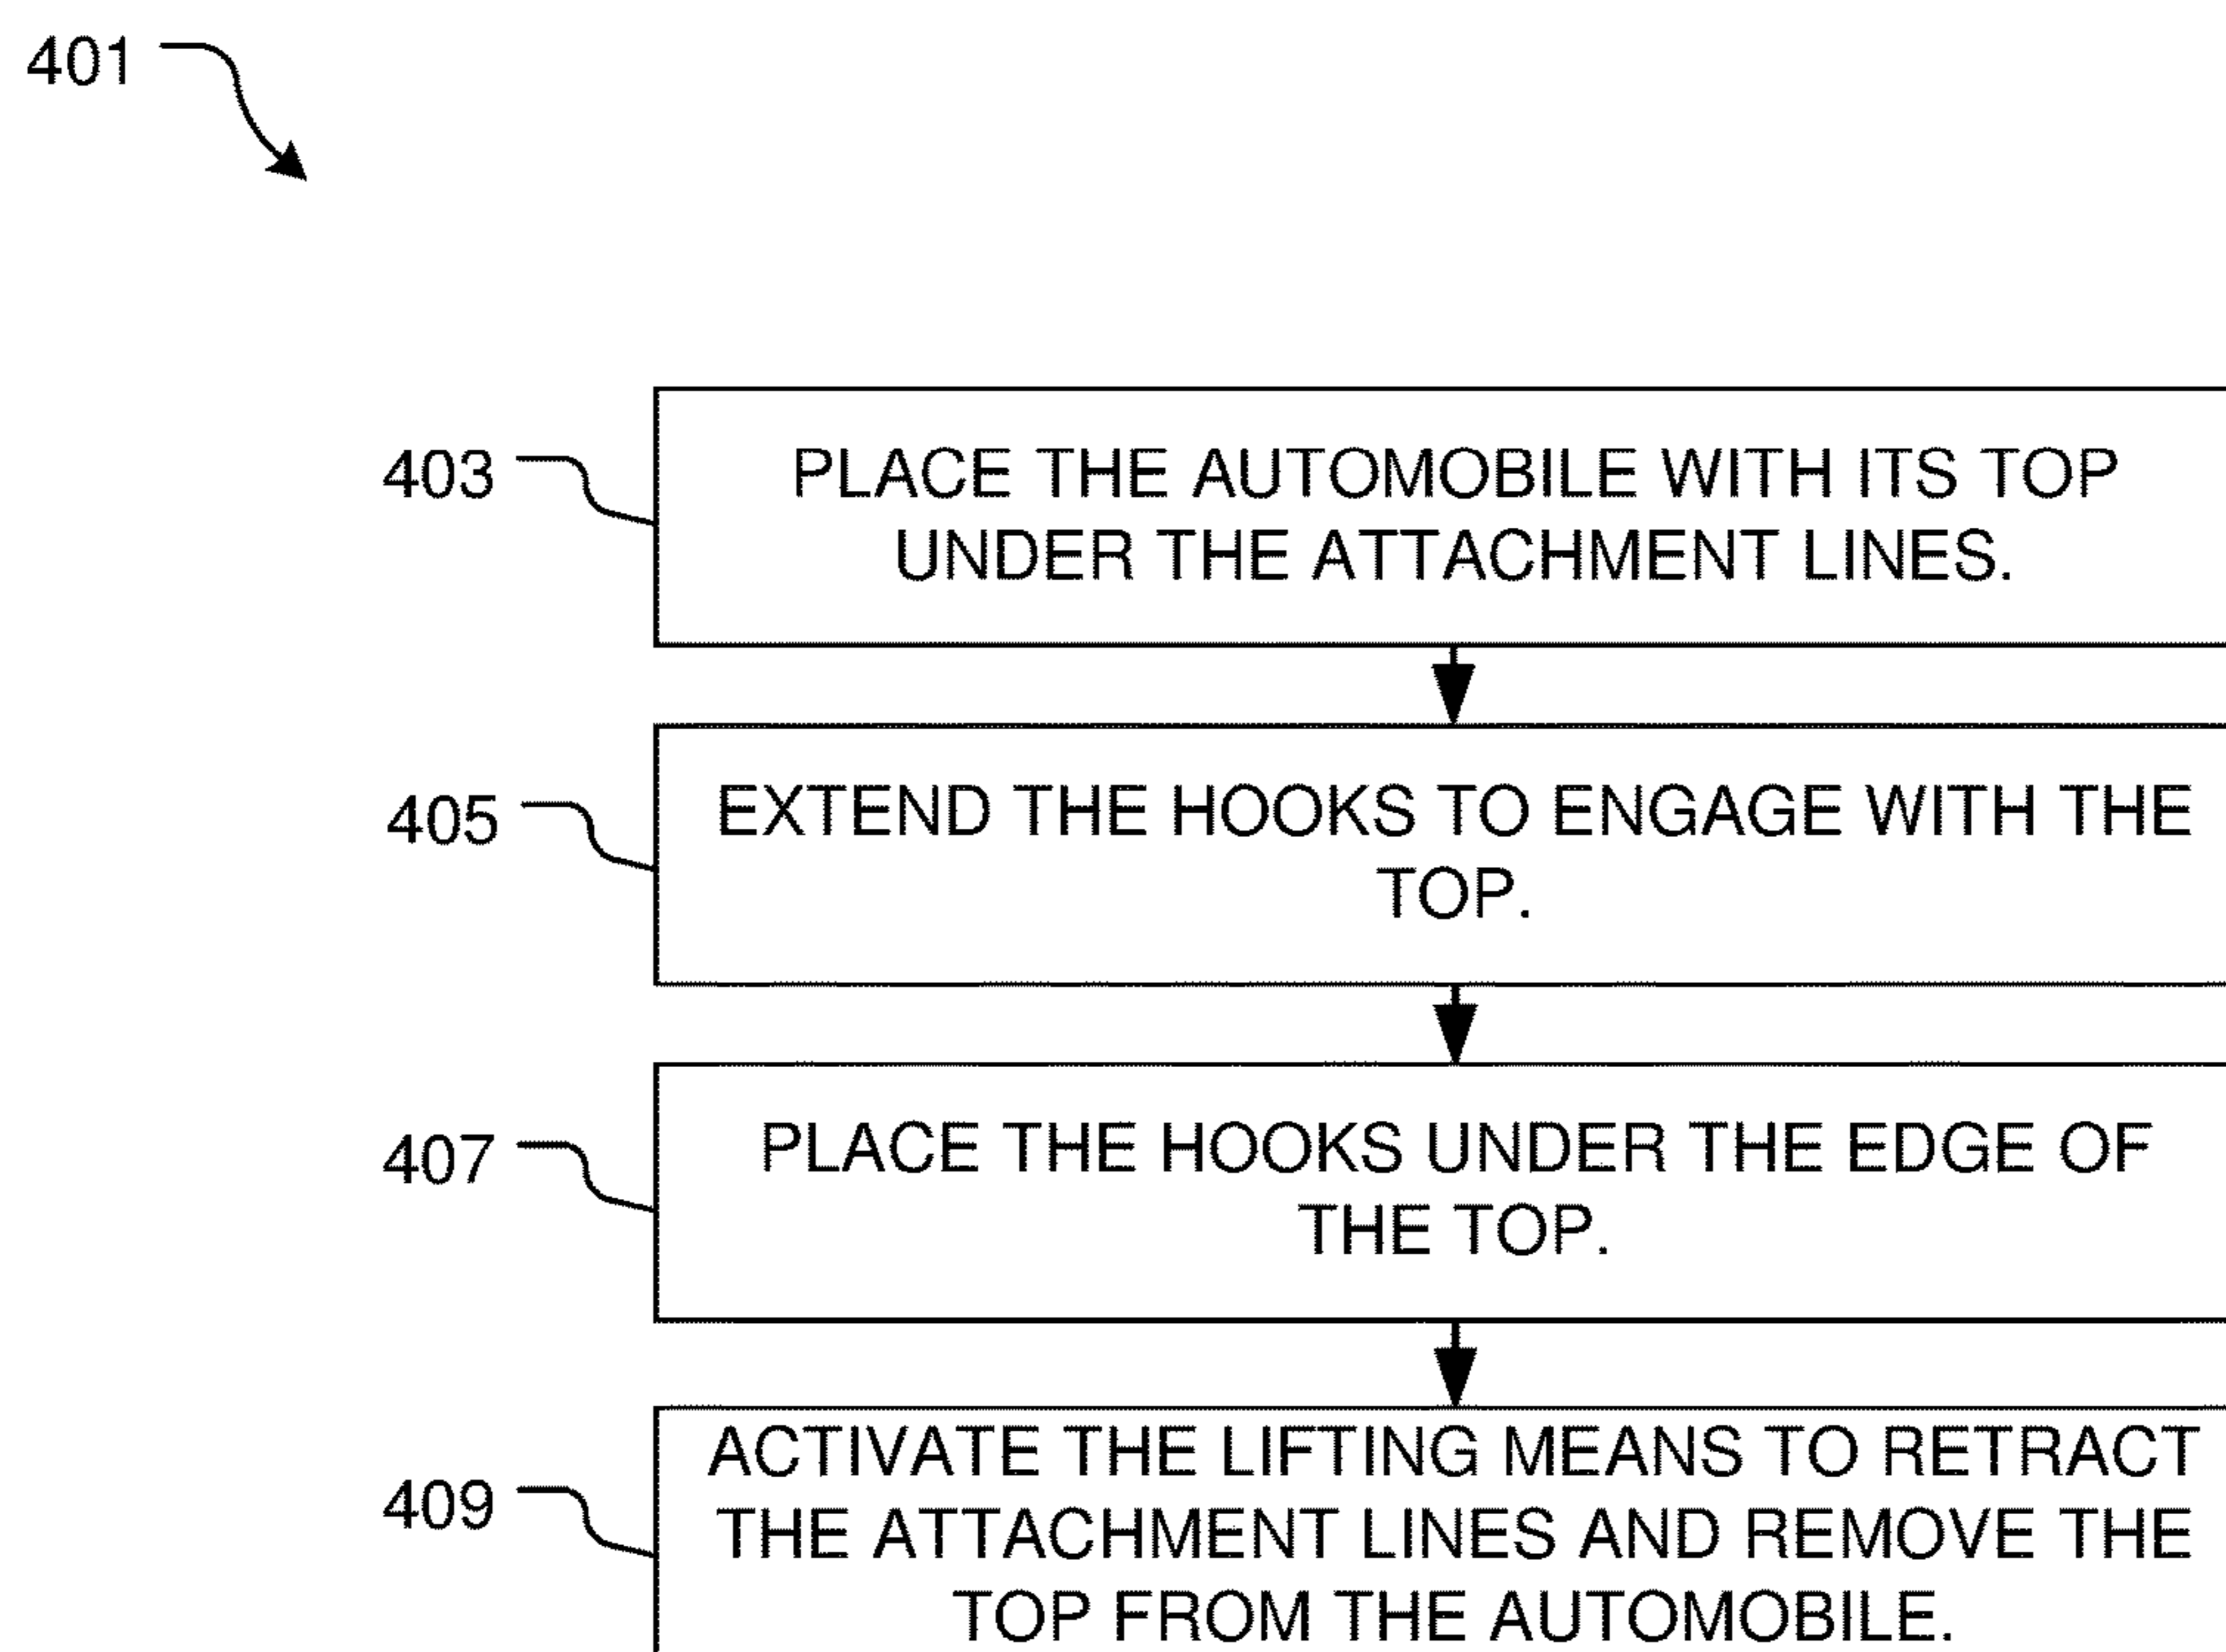 401
403
PLACE THE AUTOMOBILE WITH ITS TOP
UNDER THE ATTACHMENT LINES.
405
EXTEND THE HOOKS TO ENGAGE WITH THE
TOP.
407
PLACE THE HOOKS UNDER THE EDGE OF
THE TOP.
409
ACTIVATE THE LIFTING MEANS TO RETRACT
THE ATTACHMENT LINES AND REMOVE THE
TOP FROM THE AUTOMOBILE.